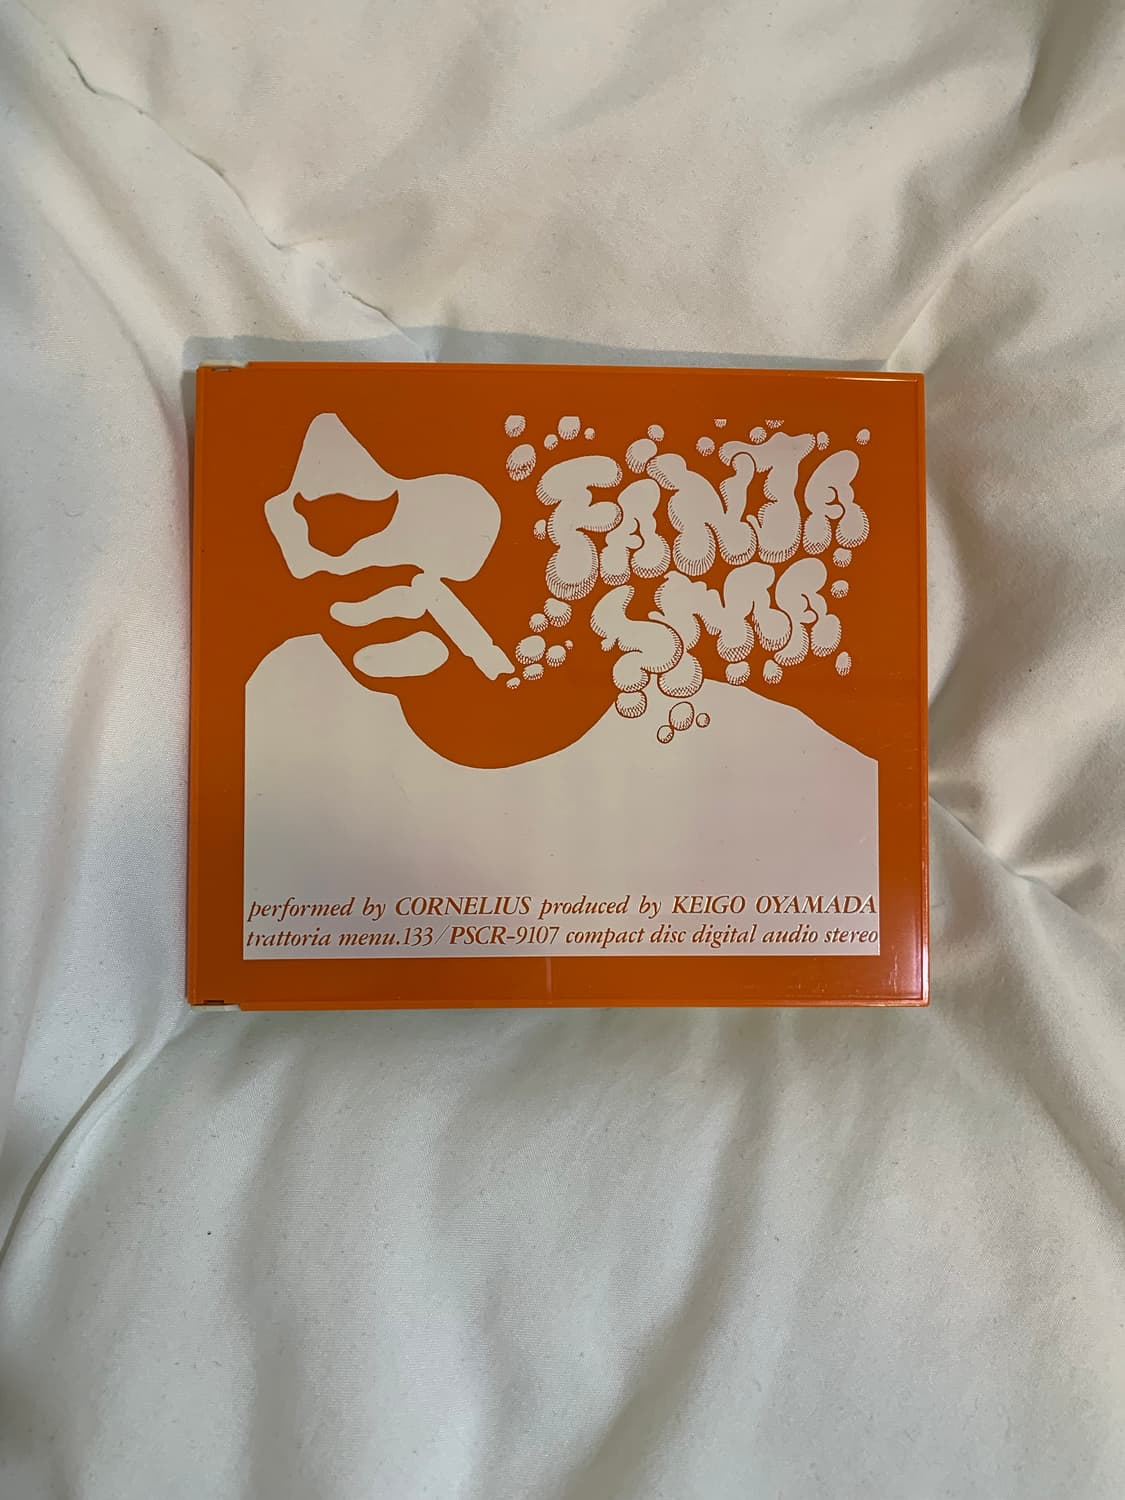 FANTA
SMA
performed by CORNELIUS produced by KEIGO OYAMADA
trattoria menu.133/PSCR-9107 compact disc digital audio stereo